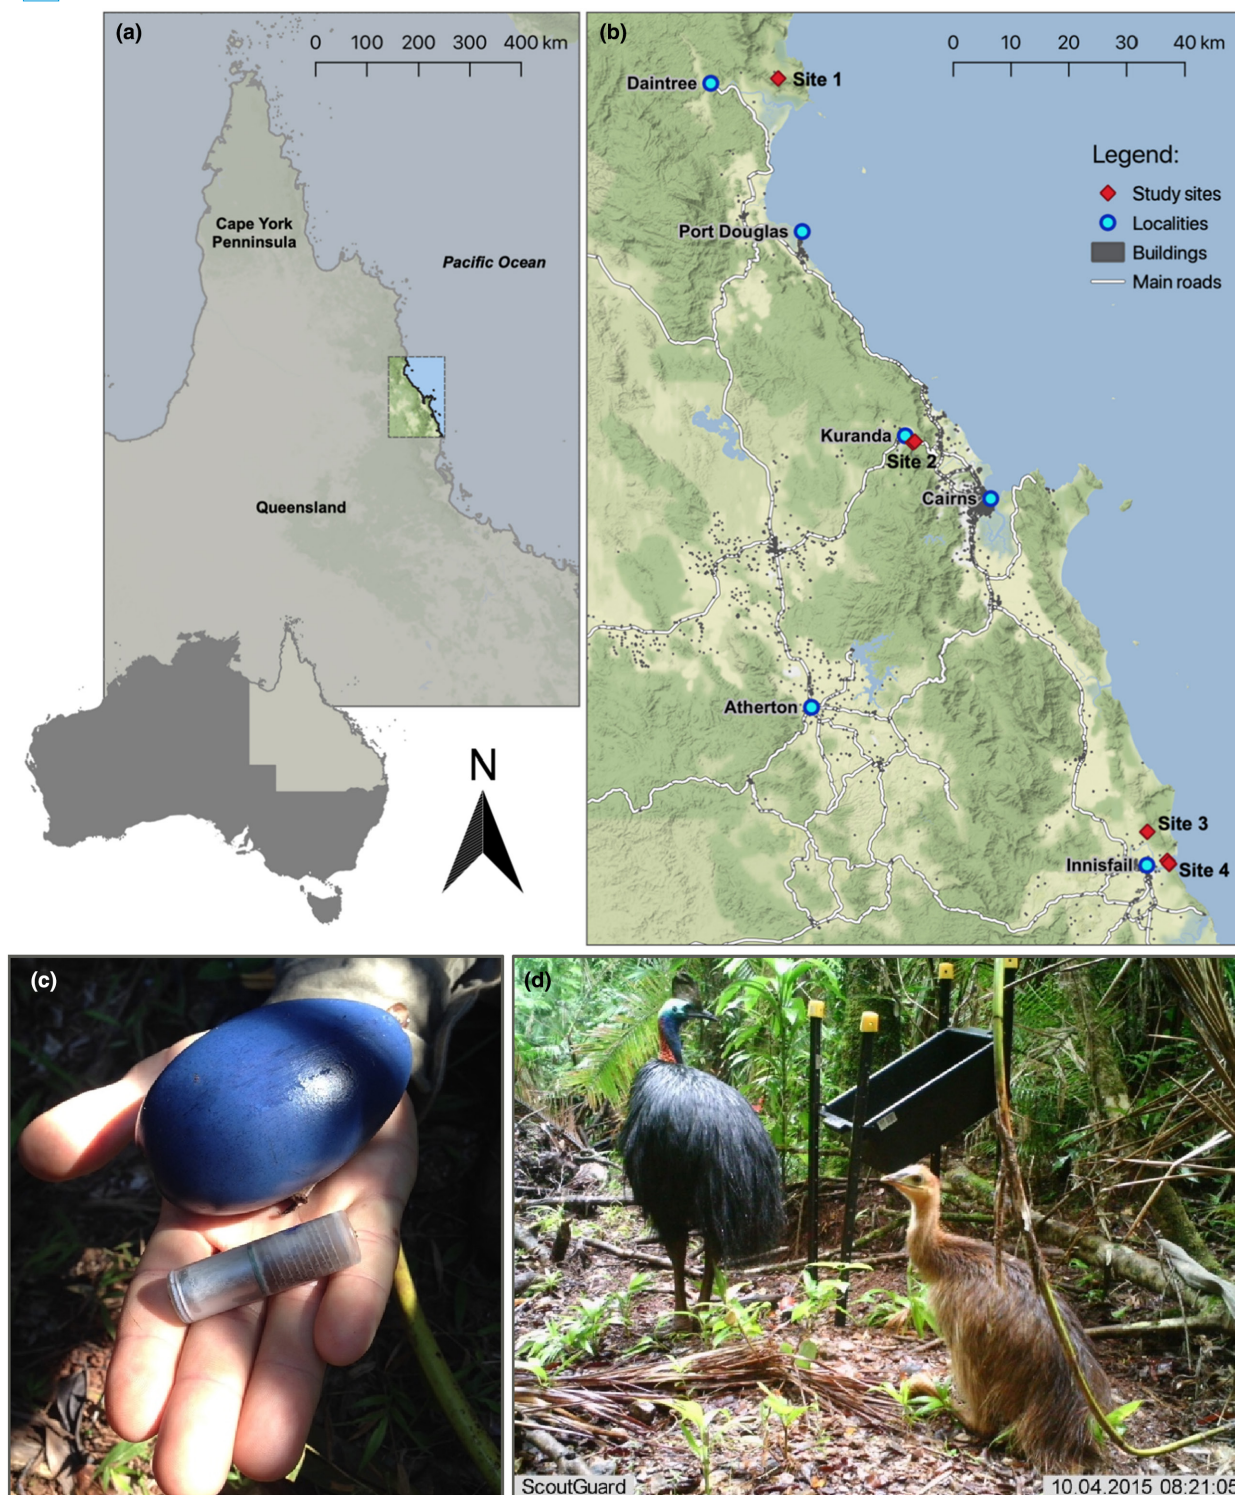 (a)
0 100 200 300 400 km
Cape York
Penninsula
Pacific Ocean
Queensland
N
(b)
0 10 20 30 40 km
Daintree
Site 1
Legend:
Study sites
Localities
Buildings
Main roads
Port Douglas
Kuranda
Site 2
Cairns
Atherton
Site 3
Innisfail
Site 4
(c)
(d)
ScoutGuard
10.04.2015 08:21:05